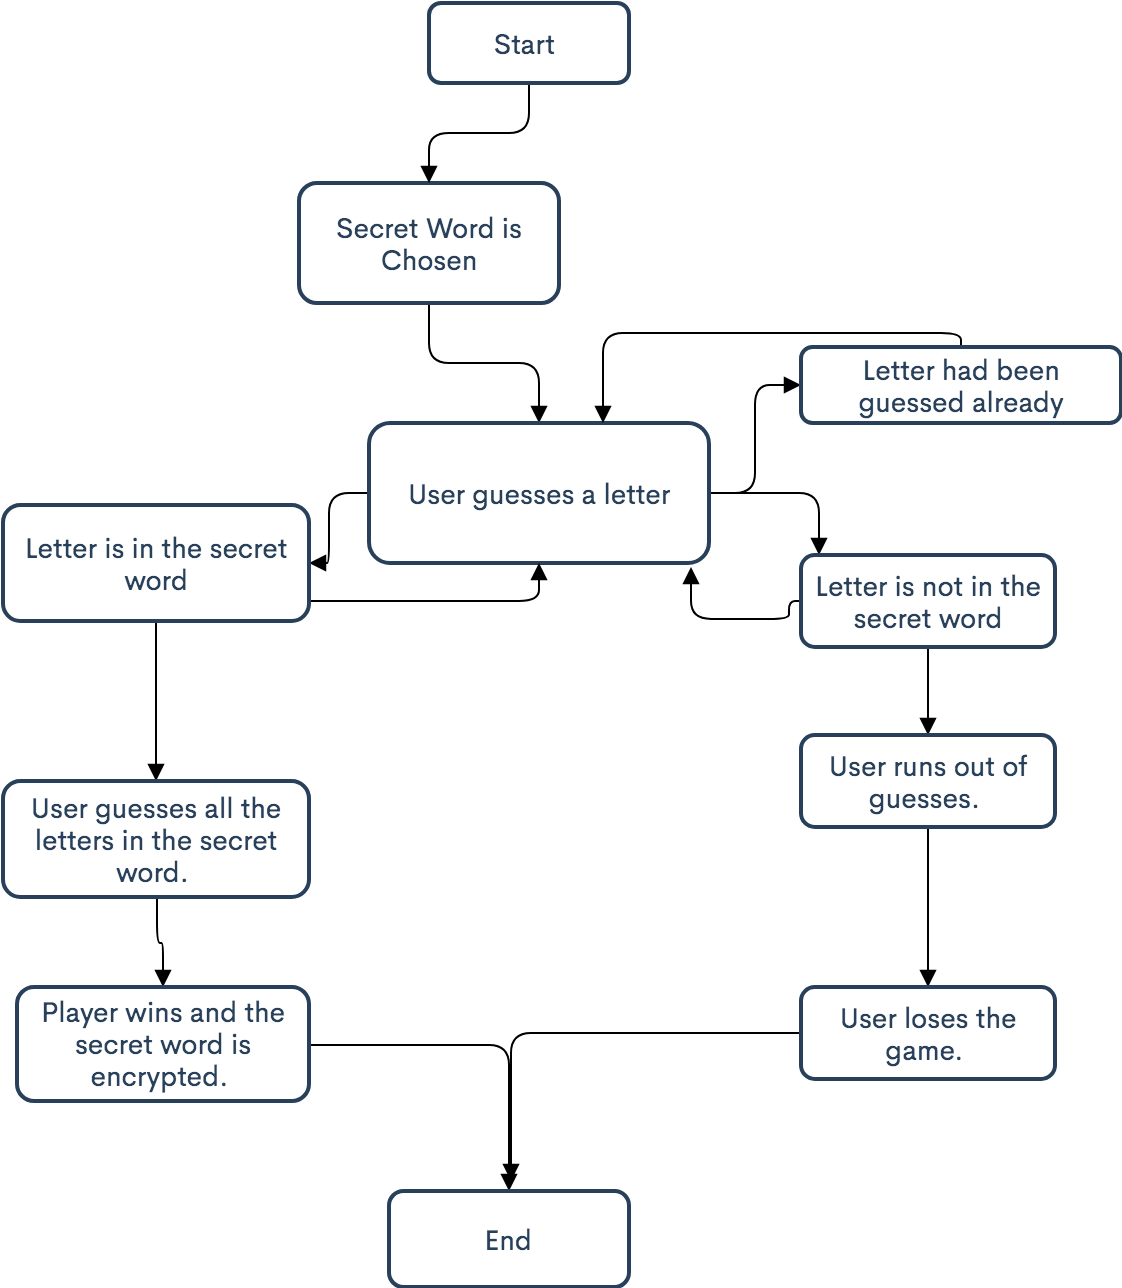 Start
Secret Word is
Chosen
Letter had been
guessed already
User guesses a letter
Letter is in the secret
word
Letter is not in the
secret word
User runs out of
guesses.
User guesses all the
letters in the secret
word.
Player wins and the
secret word is
encrypted.
User loses the
game.
End